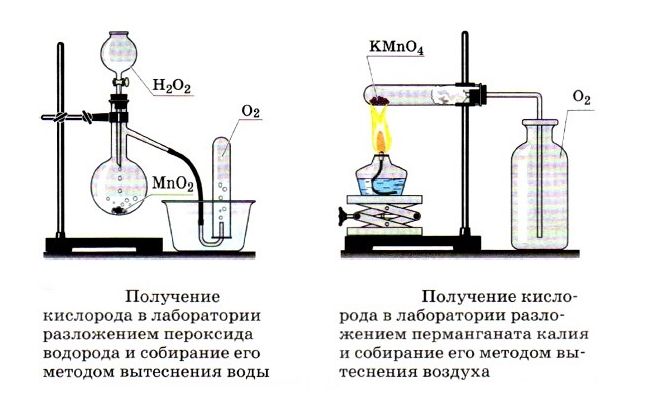 H₂O₂
O₂
MnO₂
Получение
кислорода в лаборатории
разложением пероксида
водорода и собирание его
методом вытеснения воды
KMnO₄
O₂
Получение кисло-
рода в лаборатории разло-
жением перманганата калия
и собирание его методом вы-
теснения воздуха